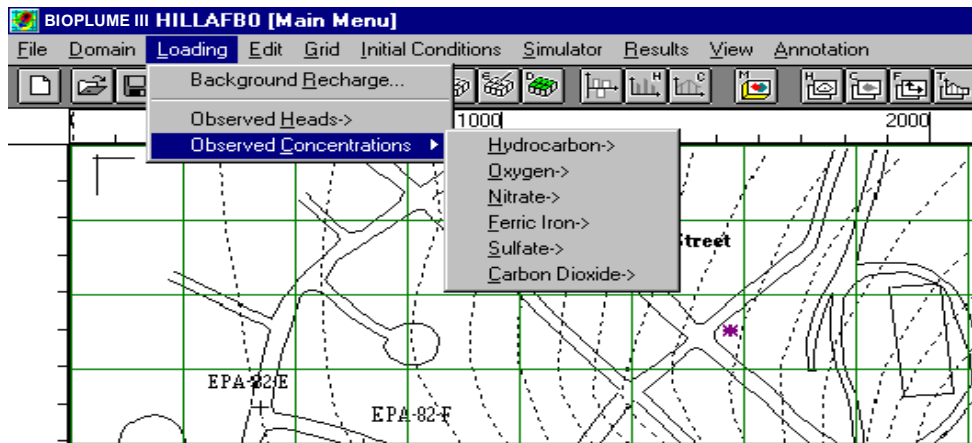 BIOPLUME III HILLAFB0 [Main Menu]
File Domain Loading Edit Grid Initial Conditions Simulator Results View Annotation
Background Recharge...
Observed Heads->
Observed Concentrations
1000
2000
Hydrocarbon->
Oxygen->
Nitrate->
Ferric Iron->
Sulfate->
Carbon Dioxide->
Street
EPA-82-E
EPA-82-F